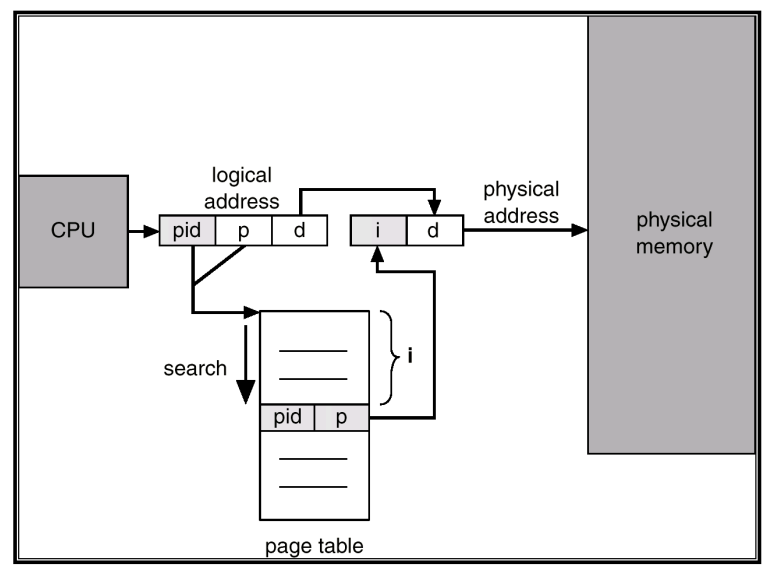 logical
address
physical
address
CPU
pid p d
i d
physical
memory
search
i
pid p
page table